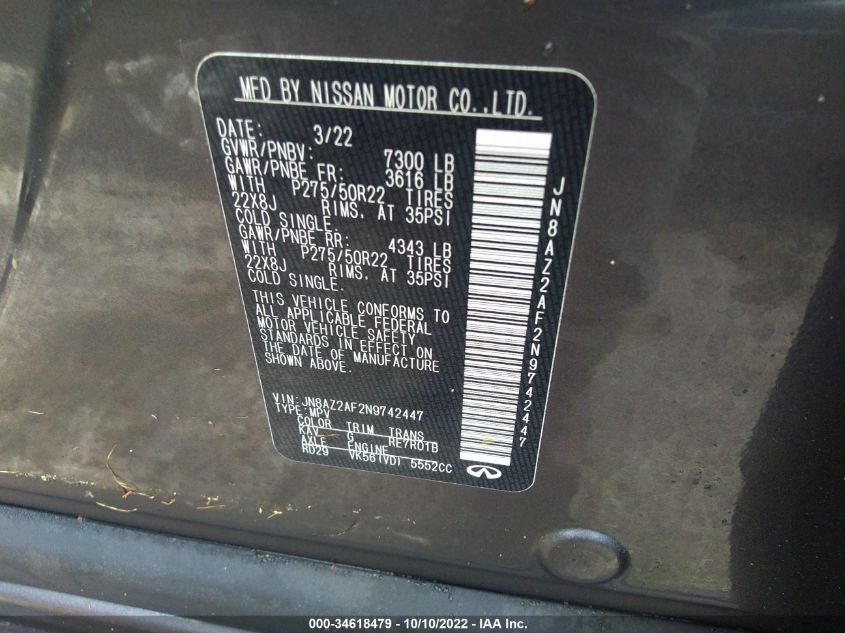 MFD BY NISSAN MOTOR CO.,LTD.
DATE: 3/22
GVWR/PNBV: 7300 LB
GAWR/PNBE FR: 3616 LB
WITH P275/50R22 TIRES
22X8J RIMS, AT 35PSI
COLD SINGLE.
GAWR/PNBE RR: 4343 LB
WITH P275/50R22 TIRES
22X8J RIMS, AT 35PSI
COLD SINGLE.
THIS VEHICLE CONFORMS TO
ALL APPLICABLE FEDERAL
MOTOR VEHICLE SAFETY
STANDARDS IN EFFECT ON
THE DATE OF MANUFACTURE
SHOWN ABOVE.
VIN: JN8AZ2AF2N9742447
TYPE: MPV
COLOR TRIM TRANS
KAV G RE7R01B
AXLE ENGINE
R029 VK56(VD) 5552CC
JN8AZ2AF2N9742447
000-34618479 - 10/10/2022 - IAA Inc.